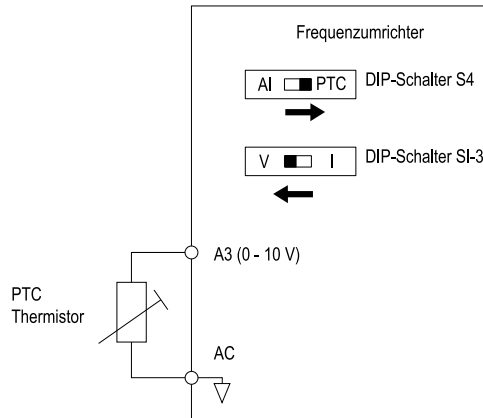 Frequenzumrichter
AI PTC DIP-Schalter S4
V I DIP-Schalter SI-3
A3 (0 - 10 V)
PTC
Thermistor
AC